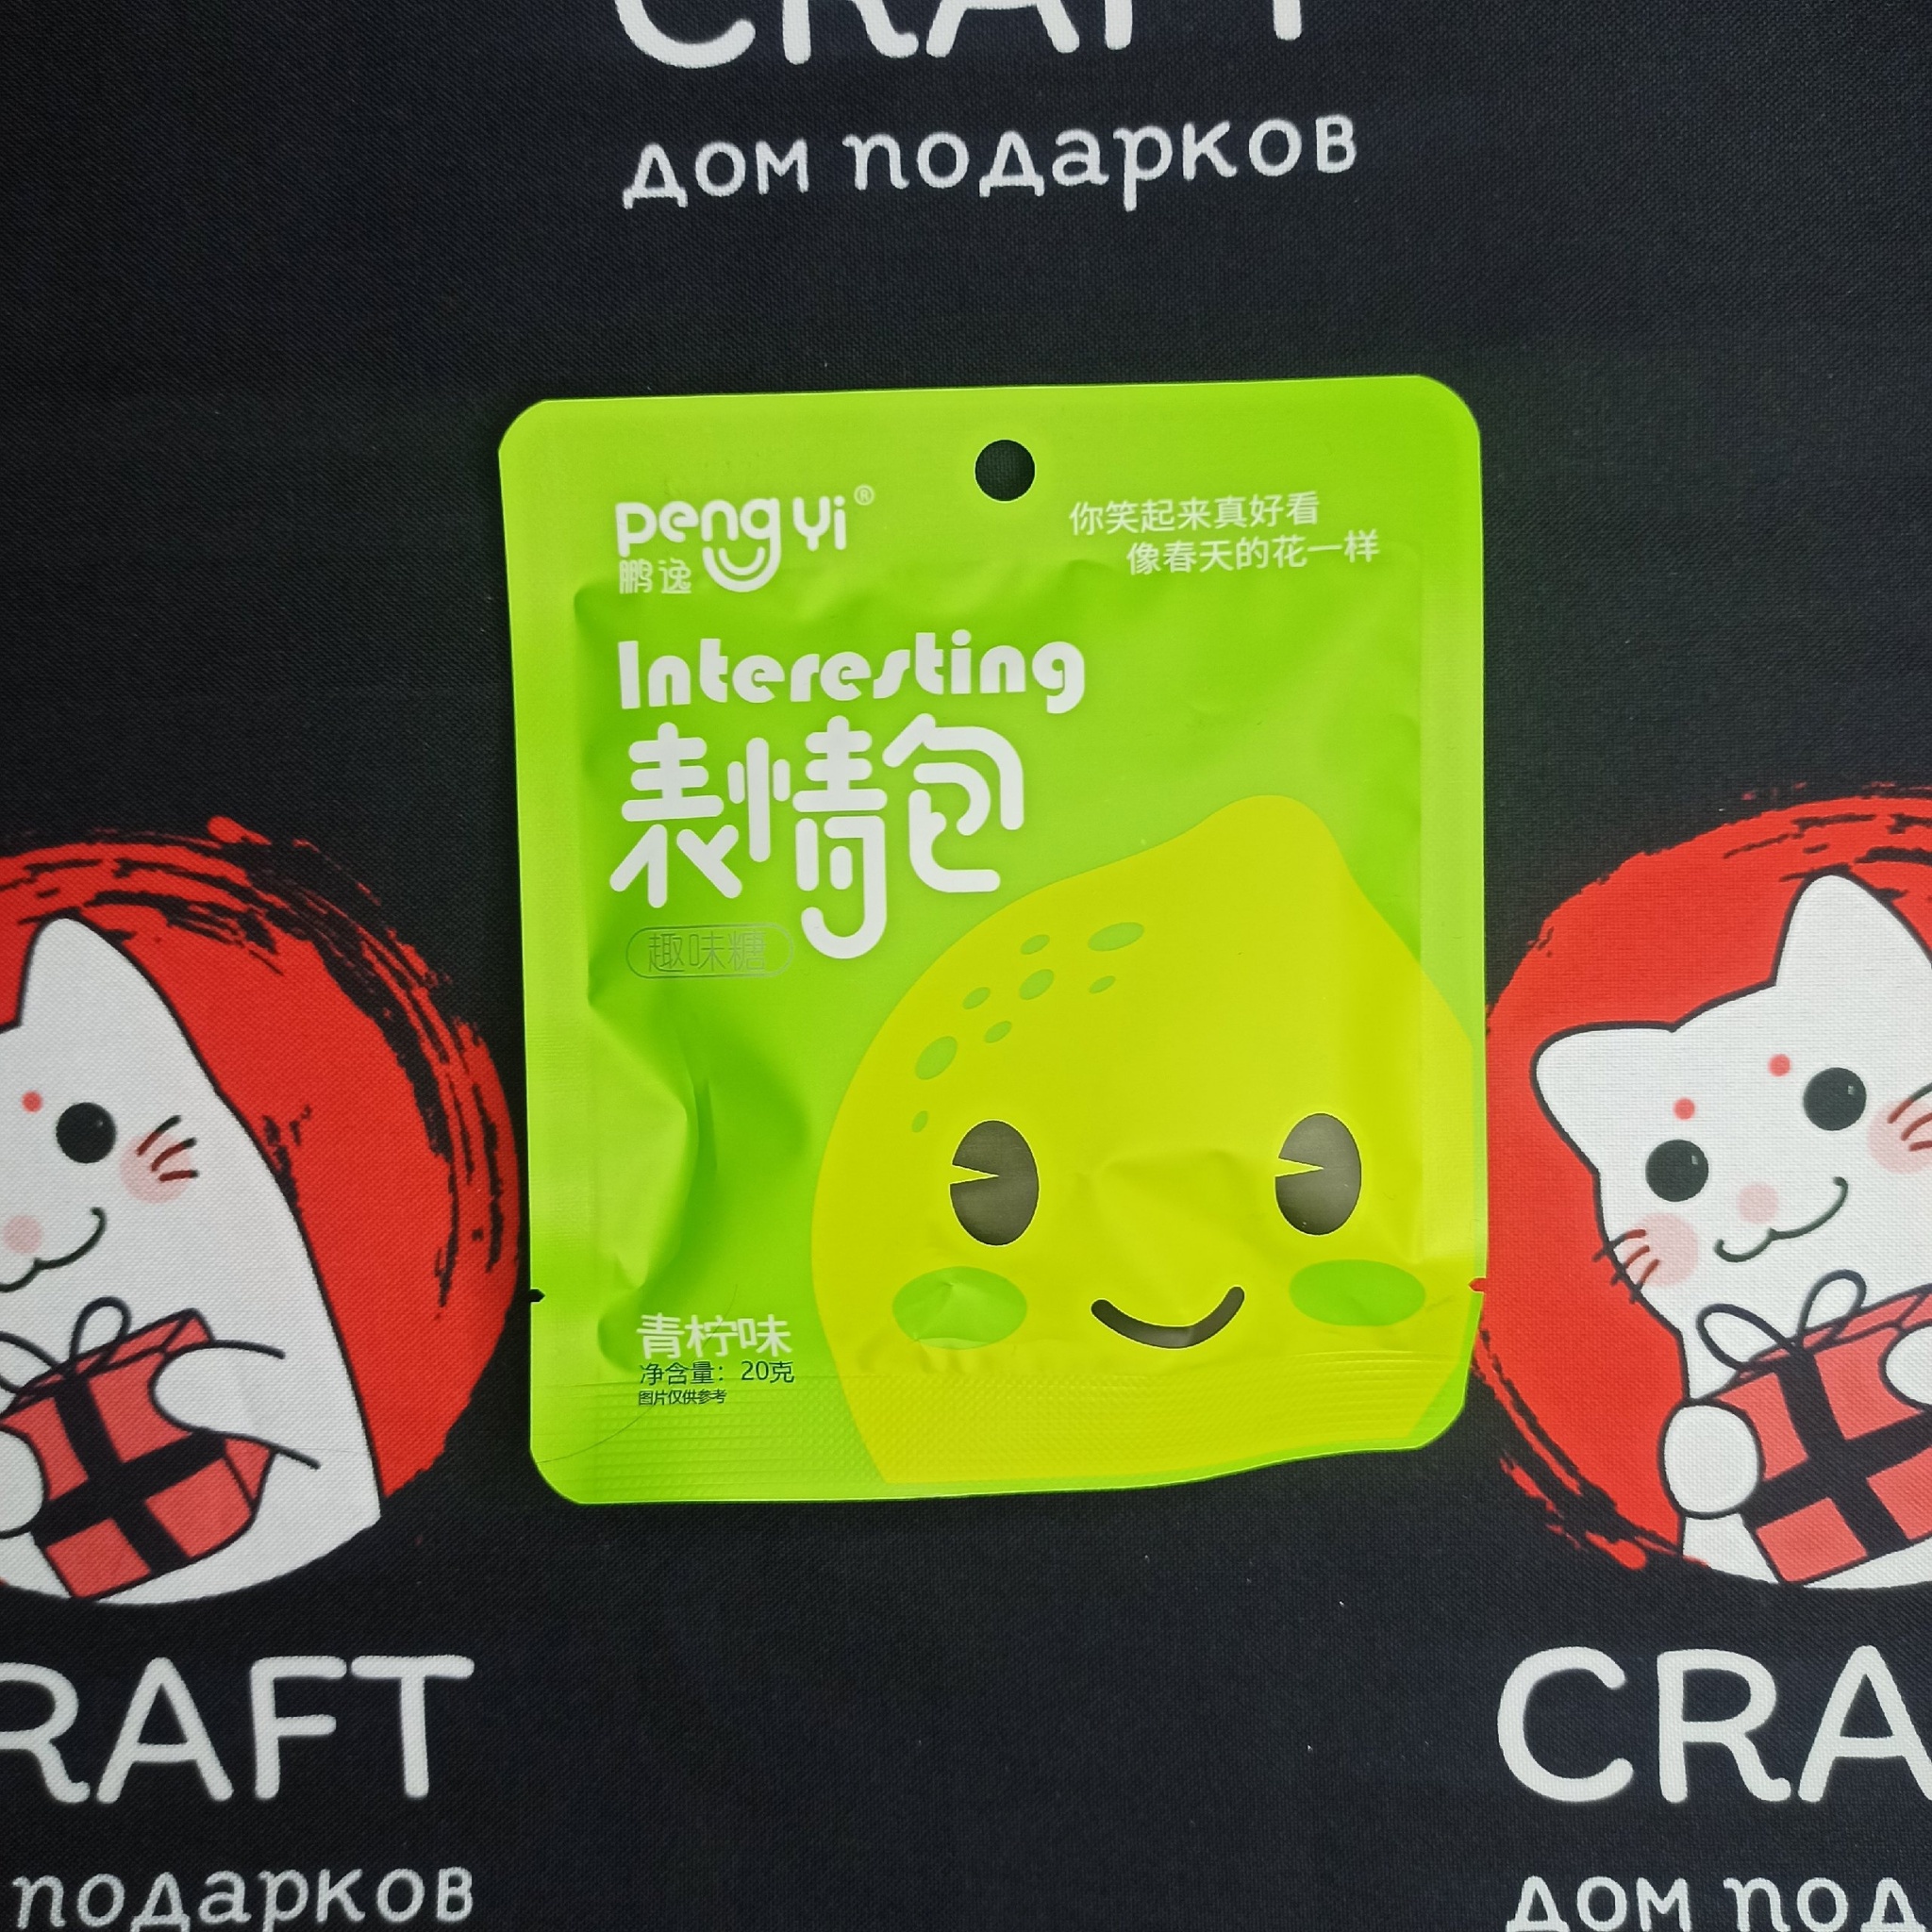 CRAFT
дом подарков
peng yi®
鹏逸
你笑起来真好看
像春天的花一样
Interesting
表情包
趣味糖
青柠味
净含量：20克
图片仅供参考
RAFT
подарков
CRA
дом под